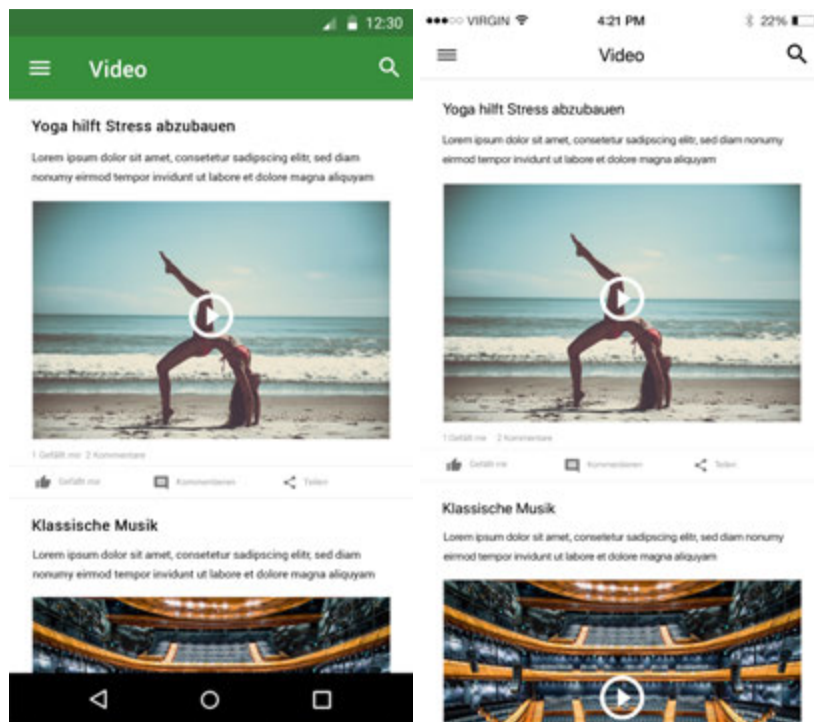 12:30
Video
Yoga hilft Stress abzubauen
Lorem ipsum dolor sit amet, consetetur sadipscing elitr, sed diam
nonumy eirmod tempor invidunt ut labore et dolore magna aliquyam
1 Gefällt mir 2 Kommentare
Gefällt mir Kommentieren Teilen
Klassische Musik
Lorem ipsum dolor sit amet, consetetur sadipscing elitr, sed diam
nonumy eirmod tempor invidunt ut labore et dolore magna aliquyam
VIRGIN 4:21 PM 22%
Video
Yoga hilft Stress abzubauen
Lorem ipsum dolor sit amet, consetetur sadipscing elitr, sed diam nonumy
eirmod tempor invidunt ut labore et dolore magna aliquyam
1 Gefällt me 2 Kommentare
Gefällt me Kommentieren Teilen
Klassische Musik
Lorem ipsum dolor sit amet, consetetur sadipscing elitr, sed diam nonumy
eirmod tempor invidunt ut labore et dolore magna aliquyam